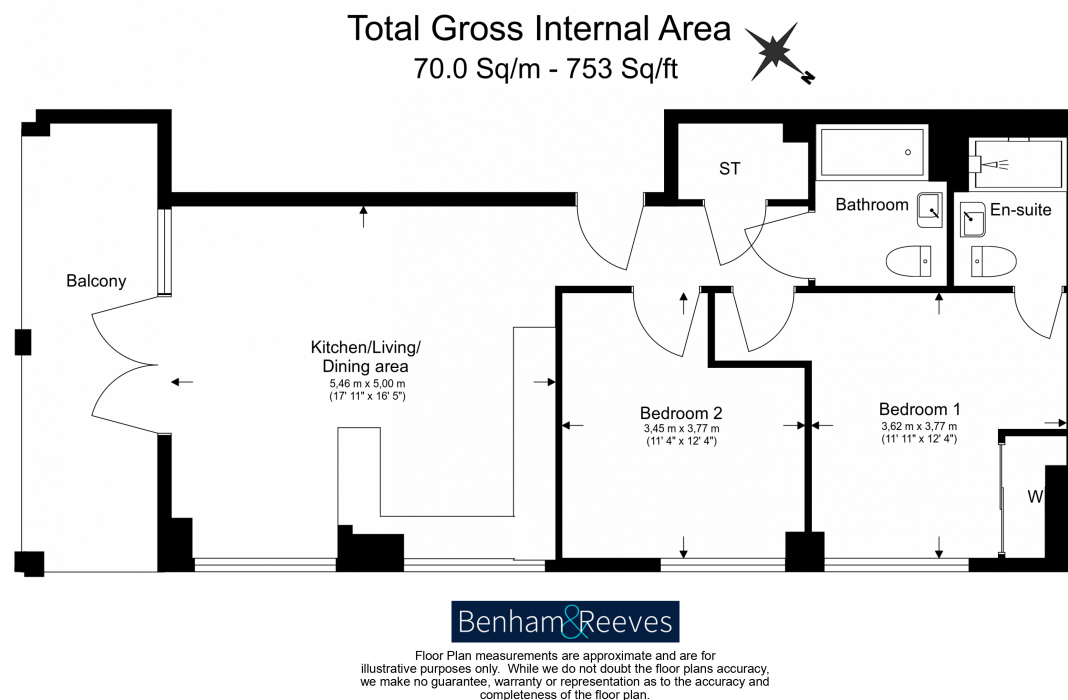 Total Gross Internal Area
70.0 Sq/m - 753 Sq/ft
N
ST
Bathroom
En-suite
Balcony
Kitchen/Living/
Dining area
5,46 m x 5,00 m
(17' 11" x 16' 5")
Bedroom 2
3,45 m x 3,77 m
(11' 4" x 12' 4")
Bedroom 1
3,62 m x 3,77 m
(11' 11" x 12' 4")
W
Benham&Reeves
Floor Plan measurements are approximate and are for
illustrative purposes only. While we do not doubt the floor plans accuracy,
we make no guarantee, warranty or representation as to the accuracy and
completeness of the floor plan.